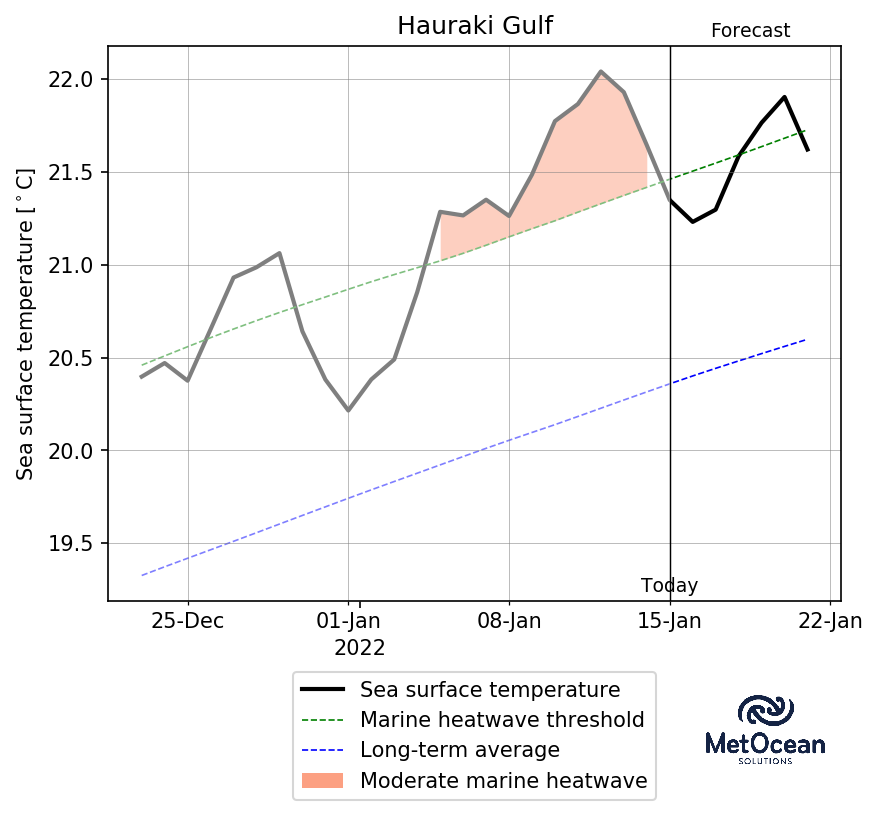 Hauraki Gulf
Forecast
Sea surface temperature [°C]
22.0
21.5
21.0
20.5
20.0
19.5
Today
25-Dec 01-Jan 08-Jan 15-Jan 22-Jan
2022
Sea surface temperature
Marine heatwave threshold
Long-term average
Moderate marine heatwave
MetOcean
SOLUTIONS